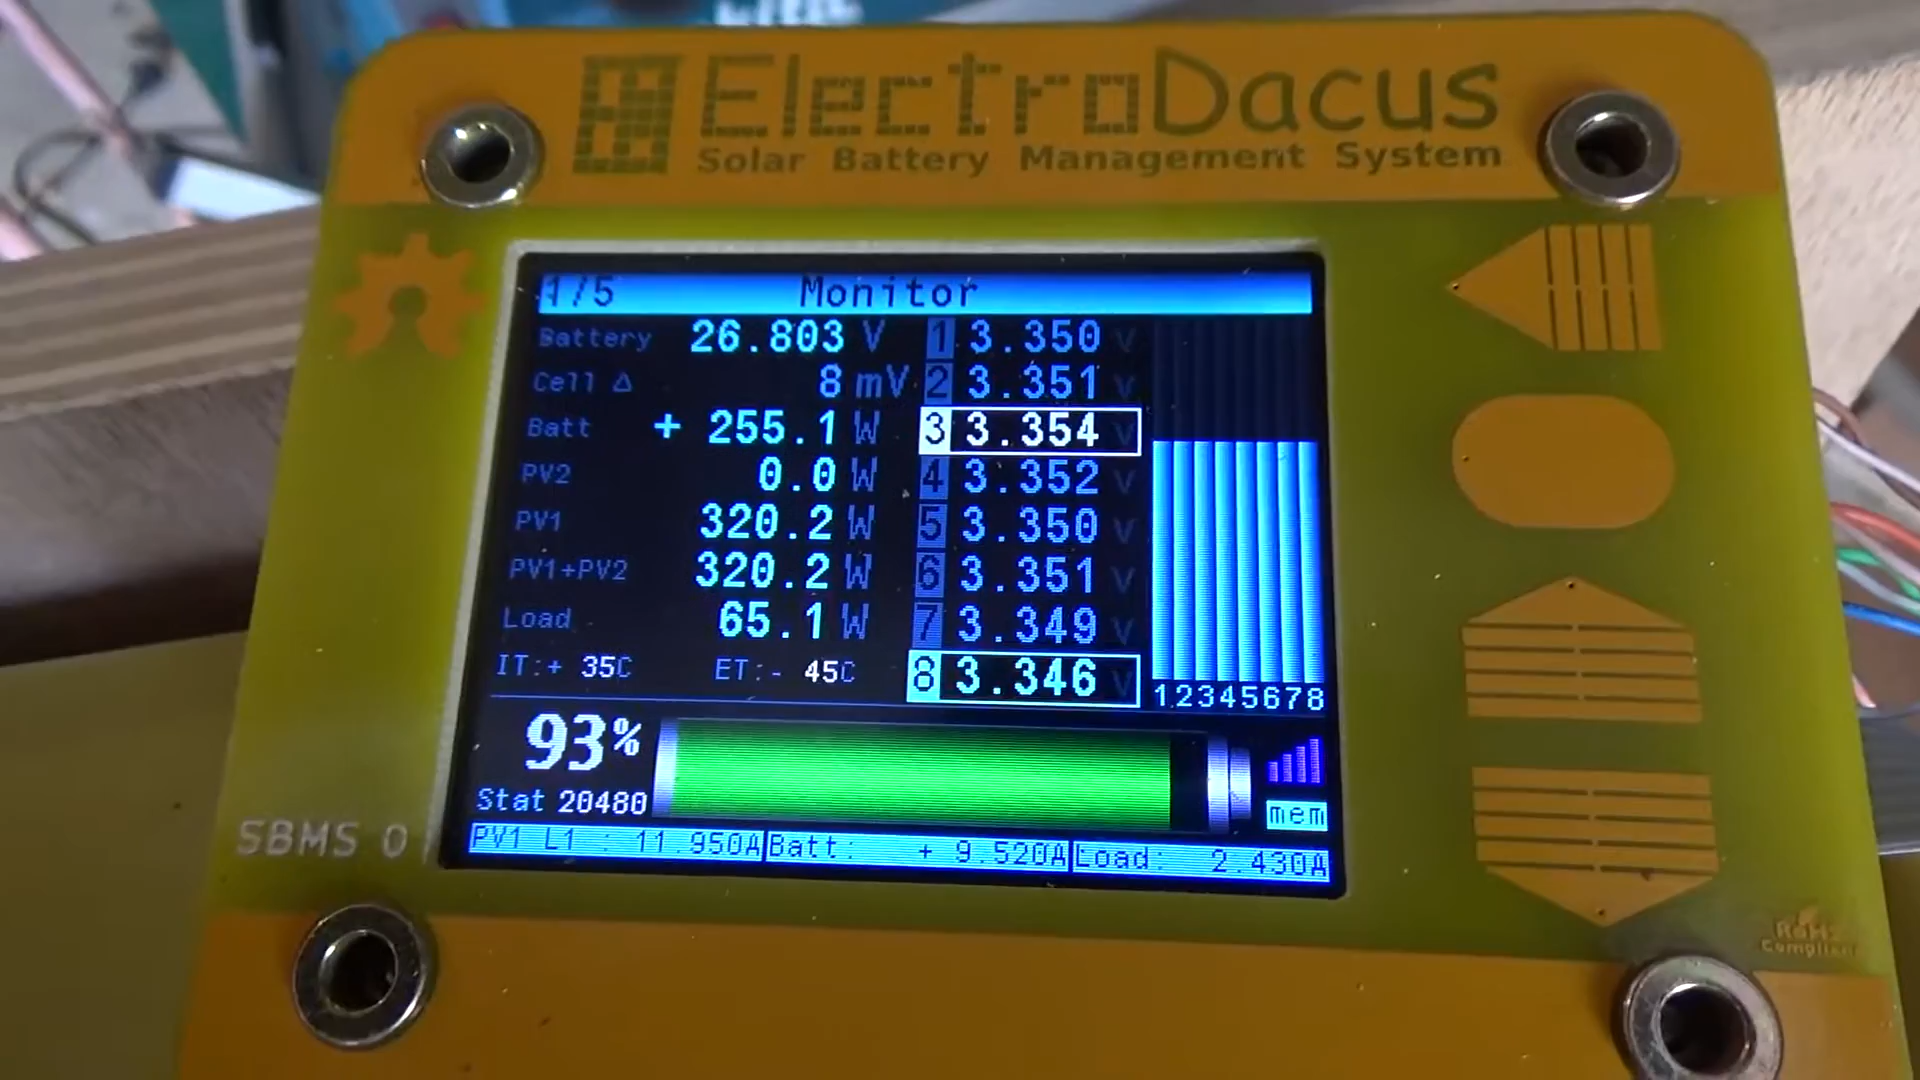 ElectroDacus
Solar Battery Management System
1/5 Monitor
Battery 26.803 V 1 3.350 V
Cell Δ 8 mV 2 3.351 V
Batt + 255.1 W 3 3.354 V
PV2 0.0 W 4 3.352 V
PV1 320.2 W 5 3.350 V
PV1+PV2 320.2 W 6 3.351 V
Load 65.1 W 7 3.349 V
IT:+ 35C ET:- 45C 8 3.346 V
12345678
93%
Stat 20480
mem
PV1 L1 : 11.950A Batt: + 9.520A Load: 2.430A
SBMS 0
RoHS
Compliant